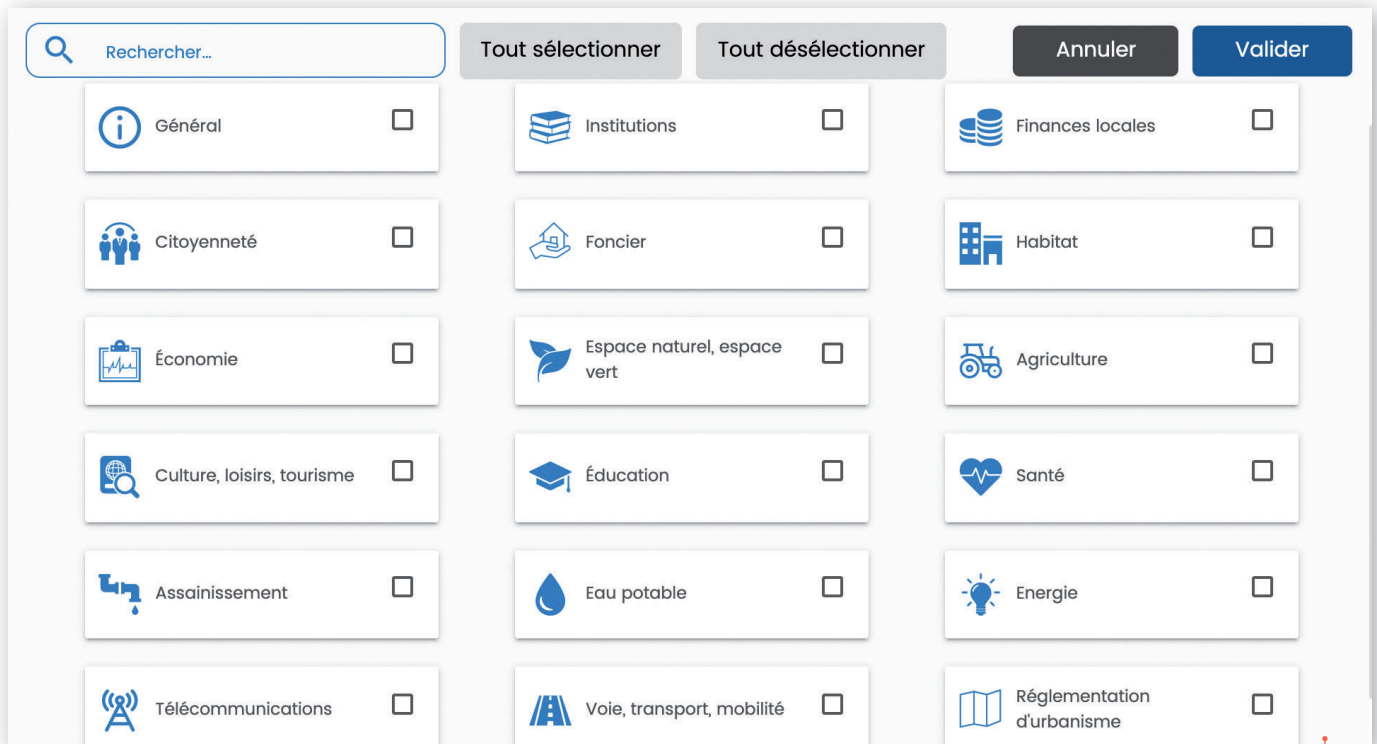 Rechercher...
Tout sélectionner
Tout désélectionner
Annuler
Valider
Général
Institutions
Finances locales
Citoyenneté
Foncier
Habitat
Économie
Espace naturel, espace
vert
Agriculture
Culture, loisirs, tourisme
Éducation
Santé
Assainissement
Eau potable
Energie
Télécommunications
Voie, transport, mobilité
Réglementation
d'urbanisme